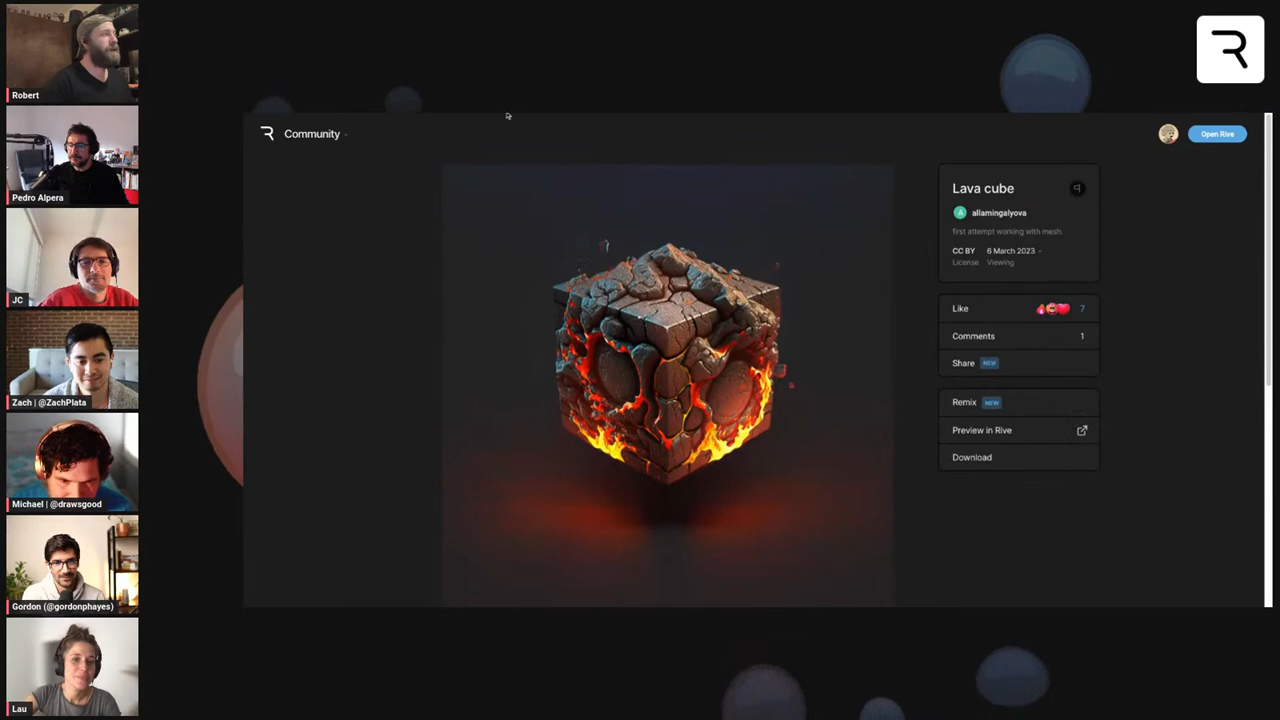 Robert
Pedro Alpera
JC
Zach | @ZachPlata
Michael | @drawsgood
Gordon (@gordonphayes)
Lau
Community
Open Rive
Lava cube
A allamingalyova
first attempt working with mesh.
CC BY 6 March 2023
License Viewing
Like 7
Comments 1
Share NEW
Remix NEW
Preview in Rive
Download